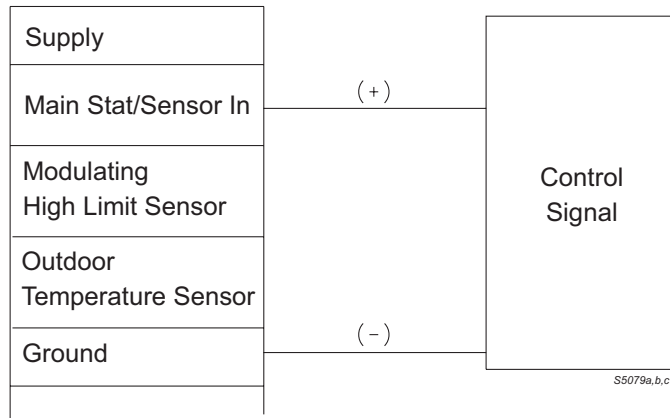 Supply
Main Stat/Sensor In
(+)
Modulating
High Limit Sensor
Control
Signal
Outdoor
Temperature Sensor
Ground
(-)
S5079a,b,c